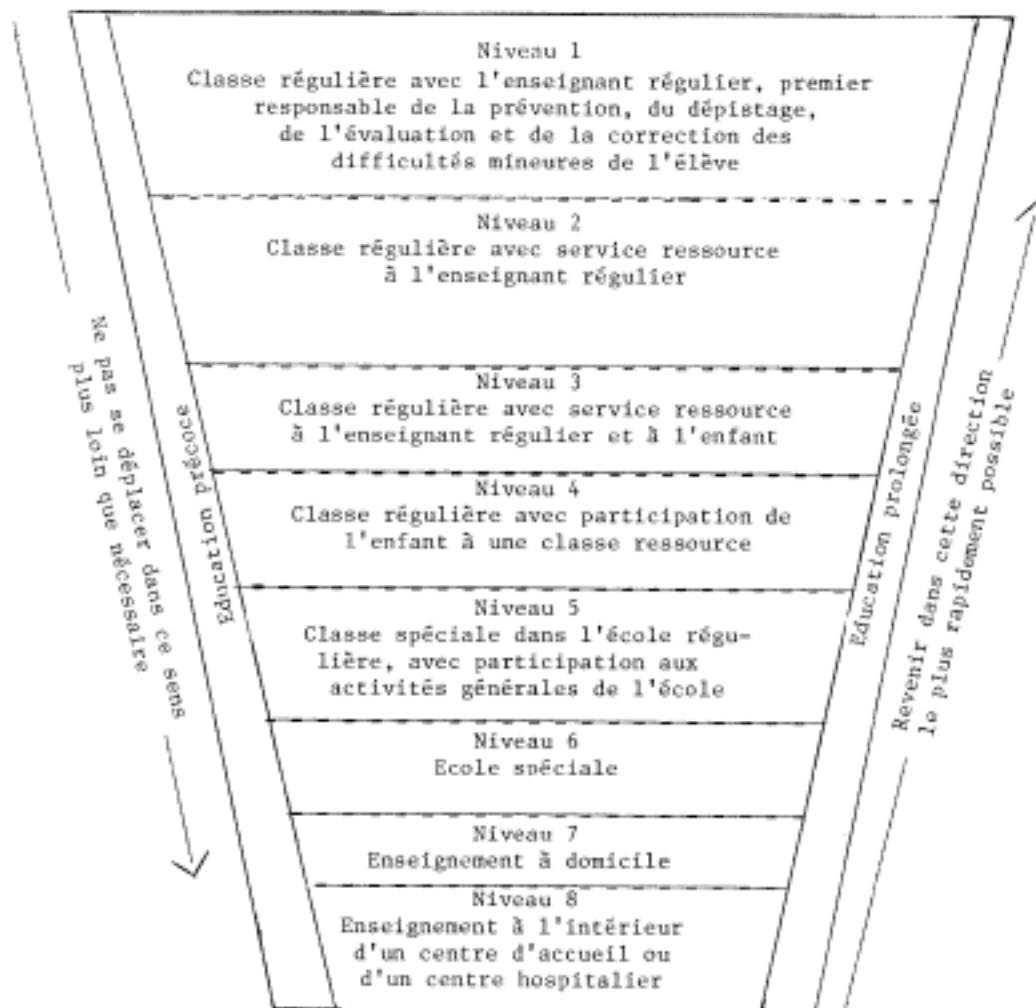 Niveau 1
Classe régulière avec l'enseignant régulier, premier
responsable de la prévention, du dépistage,
de l'évaluation et de la correction des
difficultés mineures de l'élève
Niveau 2
Classe régulière avec service ressource
à l'enseignant régulier
Niveau 3
Classe régulière avec service ressource
à l'enseignant régulier et à l'enfant
Niveau 4
Classe régulière avec participation de
l'enfant à une classe ressource
Niveau 5
Classe spéciale dans l'école régu-
lière, avec participation aux
activités générales de l'école
Niveau 6
Ecole spéciale
Niveau 7
Enseignement à domicile
Niveau 8
Enseignement à l'intérieur
d'un centre d'accueil ou
d'un centre hospitalier
Ne pas se déplacer dans ce sens
plus loin que nécessaire
Education précoce
Education prolongée
Revenir dans cette direction
le plus rapidement possible